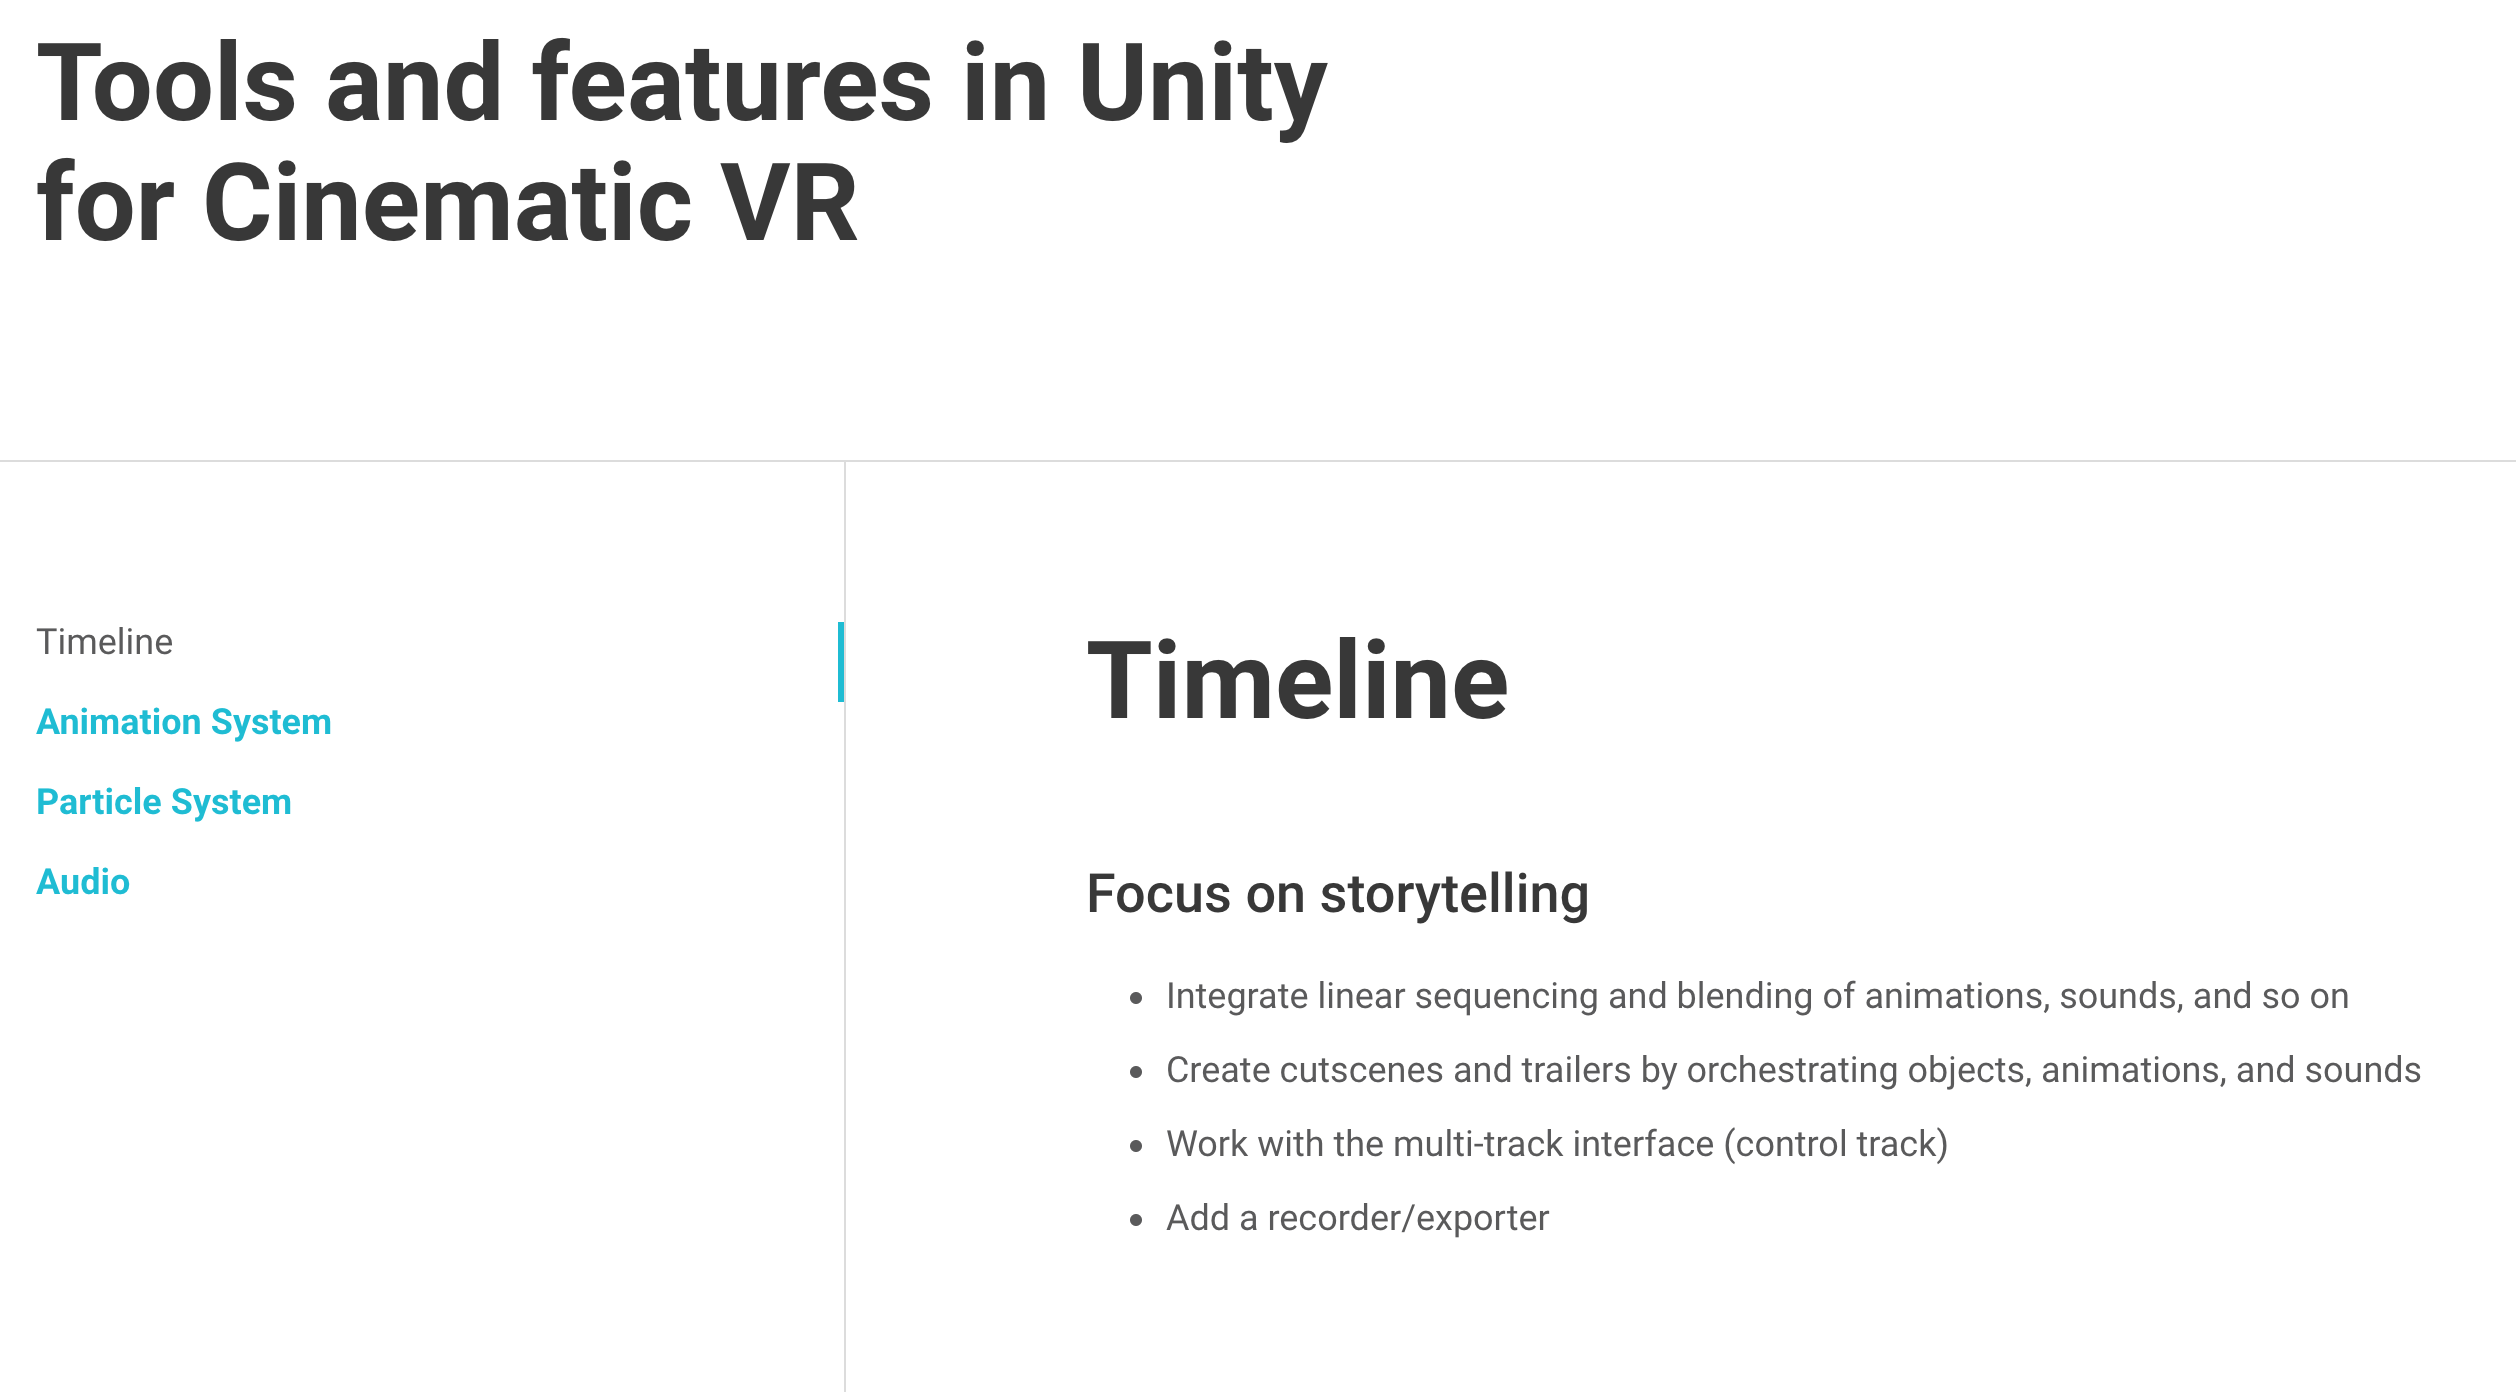 Tools and features in Unity
for Cinematic VR
Timeline
Animation System
Particle System
Audio
Timeline
Focus on storytelling
Integrate linear sequencing and blending of animations, sounds, and so on
Create cutscenes and trailers by orchestrating objects, animations, and sounds
Work with the multi-track interface (control track)
Add a recorder/exporter